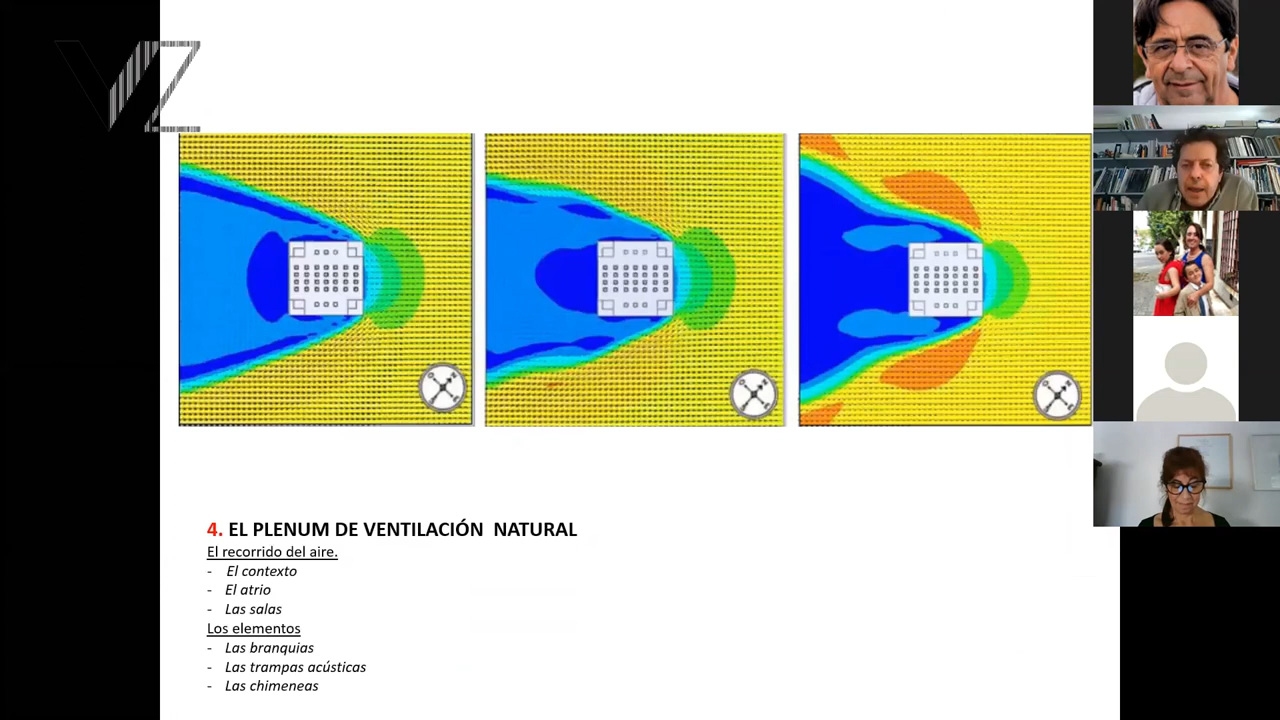 VZ
4. EL PLENUM DE VENTILACIÓN  NATURAL
El recorrido del aire.
- El contexto
- El atrio
- Las salas
Los elementos
- Las branquias
- Las trampas acústicas
- Las chimeneas